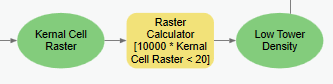 Kernal Cell
Raster
Raster
Calculator
[10000 * Kernal
Cell Raster < 20]
Low Tower
Density